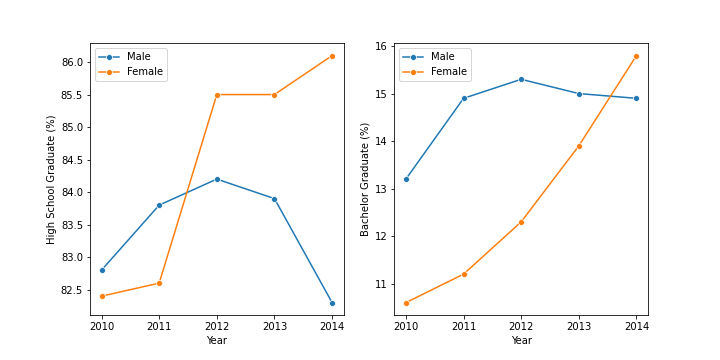 Male
Female
High School Graduate (%)
86.0
85.5
85.0
84.5
84.0
83.5
83.0
82.5
2010 2011 2012 2013 2014
Year
Male
Female
Bachelor Graduate (%)
16
15
14
13
12
11
2010 2011 2012 2013 2014
Year